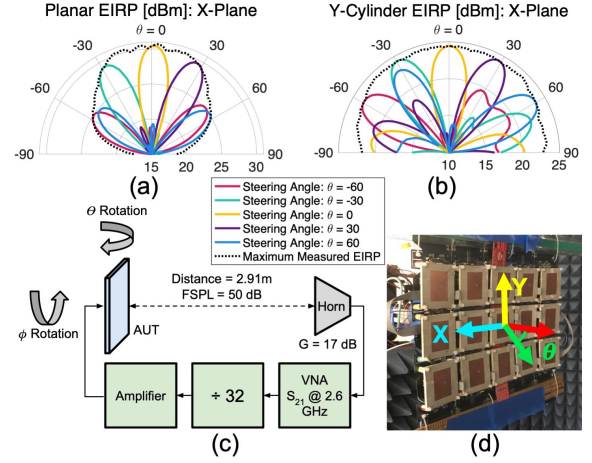 Planar EIRP [dBm]: X-Plane
θ = 0
-30
30
-60
60
-90
90
15
20
25
30
(a)
Y-Cylinder EIRP [dBm]: X-Plane
θ = 0
-30
30
-60
60
-90
90
10
15
20
25
(b)
Steering Angle: θ = -60
Steering Angle: θ = -30
Steering Angle: θ = 0
Steering Angle: θ = 30
Steering Angle: θ = 60
Maximum Measured EIRP
Θ Rotation
ϕ Rotation
AUT
Distance = 2.91m
FSPL = 50 dB
Horn
G = 17 dB
Amplifier
÷ 32
VNA
S21 @ 2.6
GHz
(c)
Y
X
θ
(d)